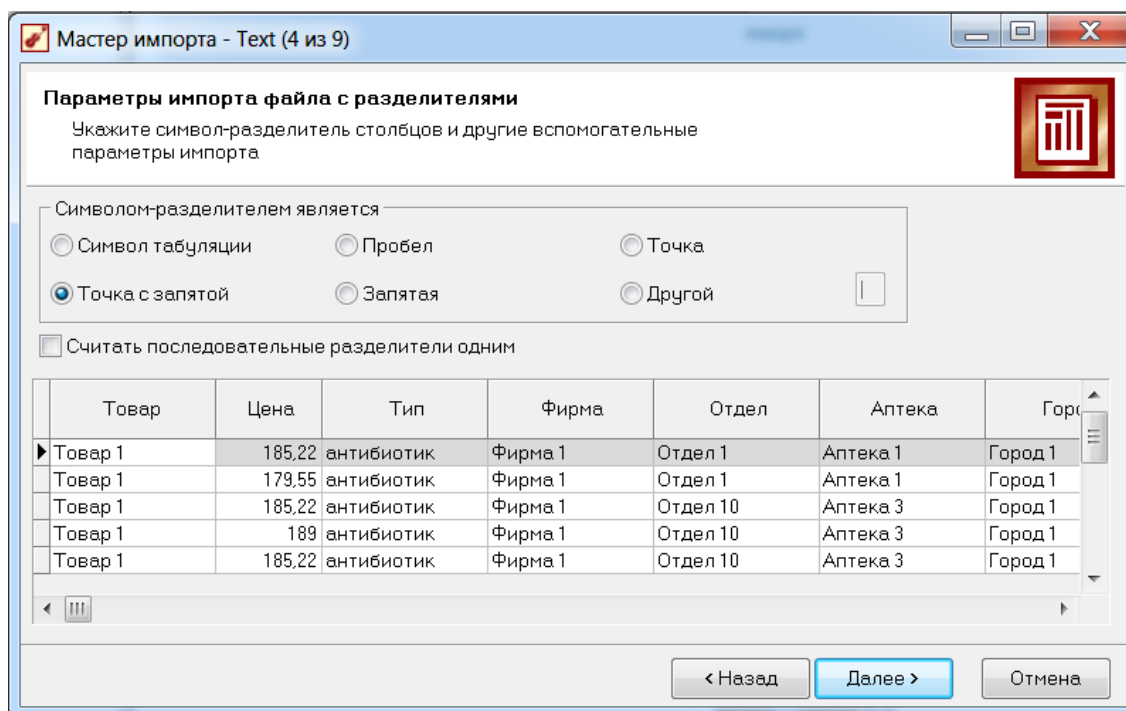 Мастер импорта - Text (4 из 9)
Параметры импорта файла с разделителями
Укажите символ-разделитель столбцов и другие вспомогательные
параметры импорта
Символом-разделителем является
Символ табуляции Пробел Точка
Точка с запятой Запятая Другой
Считать последовательные разделители одним
Товар Цена Тип Фирма Отдел Аптека
Товар 1 185,22 антибиотик Фирма 1 Отдел 1 Аптека 1 Город 1
Товар 1 179,55 антибиотик Фирма 1 Отдел 1 Аптека 1 Город 1
Товар 1 185,22 антибиотик Фирма 1 Отдел 10 Аптека 3 Город 1
Товар 1 189 антибиотик Фирма 1 Отдел 10 Аптека 3 Город 1
Товар 1 185,22 антибиотик Фирма 1 Отдел 10 Аптека 3 Город 1
< Назад Далее > Отмена